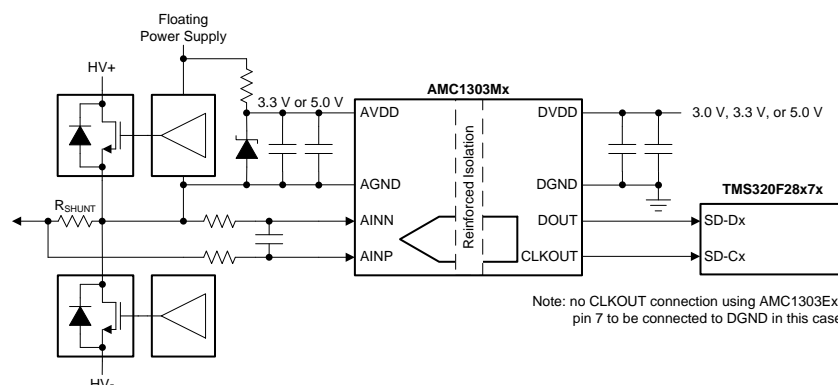 Floating
Power Supply
HV+
3.3 V or 5.0 V
AMC1303Mx
AVDD
DVDD
3.0 V, 3.3 V, or 5.0 V
Reinforced Isolation
AGND
DGND
TMS320F28x7x
RSHUNT
AINN
DOUT
SD-Dx
AINP
CLKOUT
SD-Cx
Note: no CLKOUT connection using AMC1303Ex
pin 7 to be connected to DGND in this case
HV-